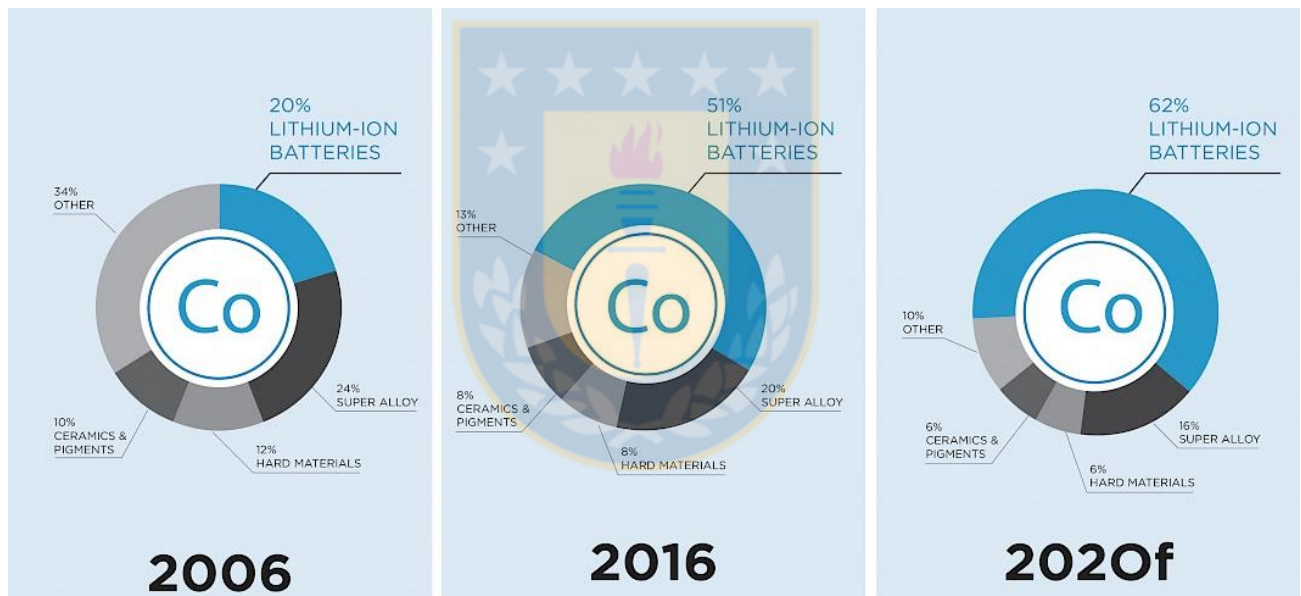 20%
LITHIUM-ION
BATTERIES
34%
OTHER
Co
24%
SUPER ALLOY
10%
CERAMICS &
PIGMENTS
12%
HARD MATERIALS
2006
51%
LITHIUM-ION
BATTERIES
13%
OTHER
Co
20%
SUPER ALLOY
8%
CERAMICS &
PIGMENTS
8%
HARD MATERIALS
2016
62%
LITHIUM-ION
BATTERIES
10%
OTHER
Co
16%
SUPER ALLOY
6%
CERAMICS &
PIGMENTS
6%
HARD MATERIALS
2020f